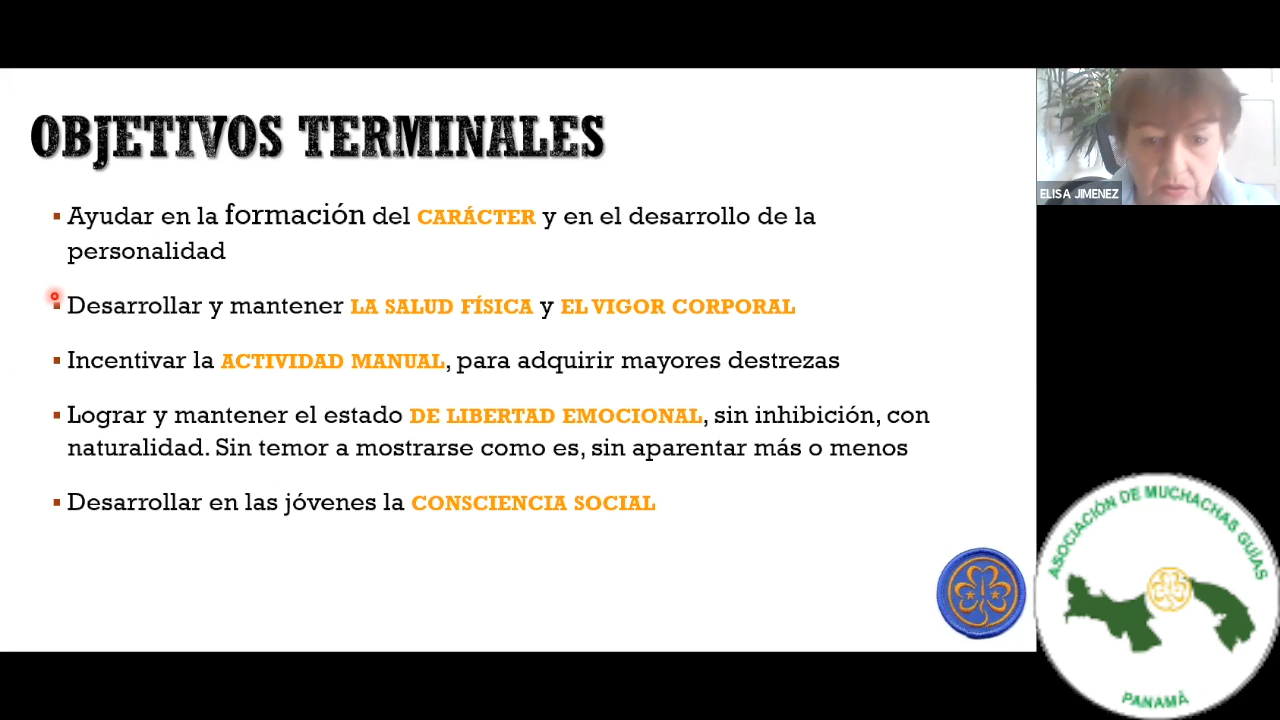 OBJETIVOS TERMINALES
▪ Ayudar en la formación del CARÁCTER y en el desarrollo de la
personalidad
▪ Desarrollar y mantener LA SALUD FÍSICA y EL VIGOR CORPORAL
▪ Incentivar la ACTIVIDAD MANUAL, para adquirir mayores destrezas
▪ Lograr y mantener el estado DE LIBERTAD EMOCIONAL, sin inhibición, con
naturalidad. Sin temor a mostrarse como es, sin aparentar más o menos
▪ Desarrollar en las jóvenes la CONSCIENCIA SOCIAL
ELISA JIMENEZ
ASOCIACIÓN DE MUCHACHAS GUÍAS
PANAMÁ